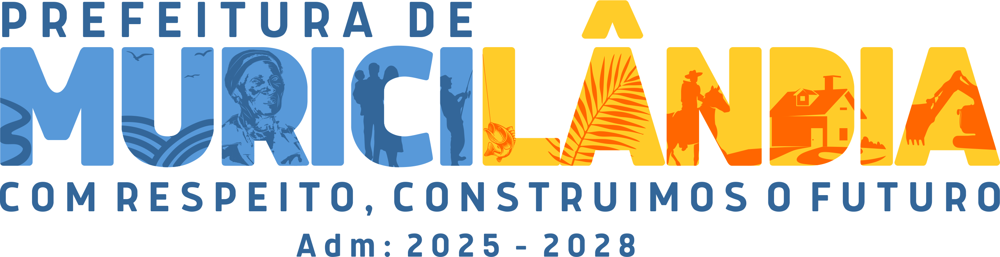 PREFEITURA DE
MURICILÂNDIA
COM RESPEITO, CONSTRUIMOS O FUTURO
Adm: 2025 - 2028